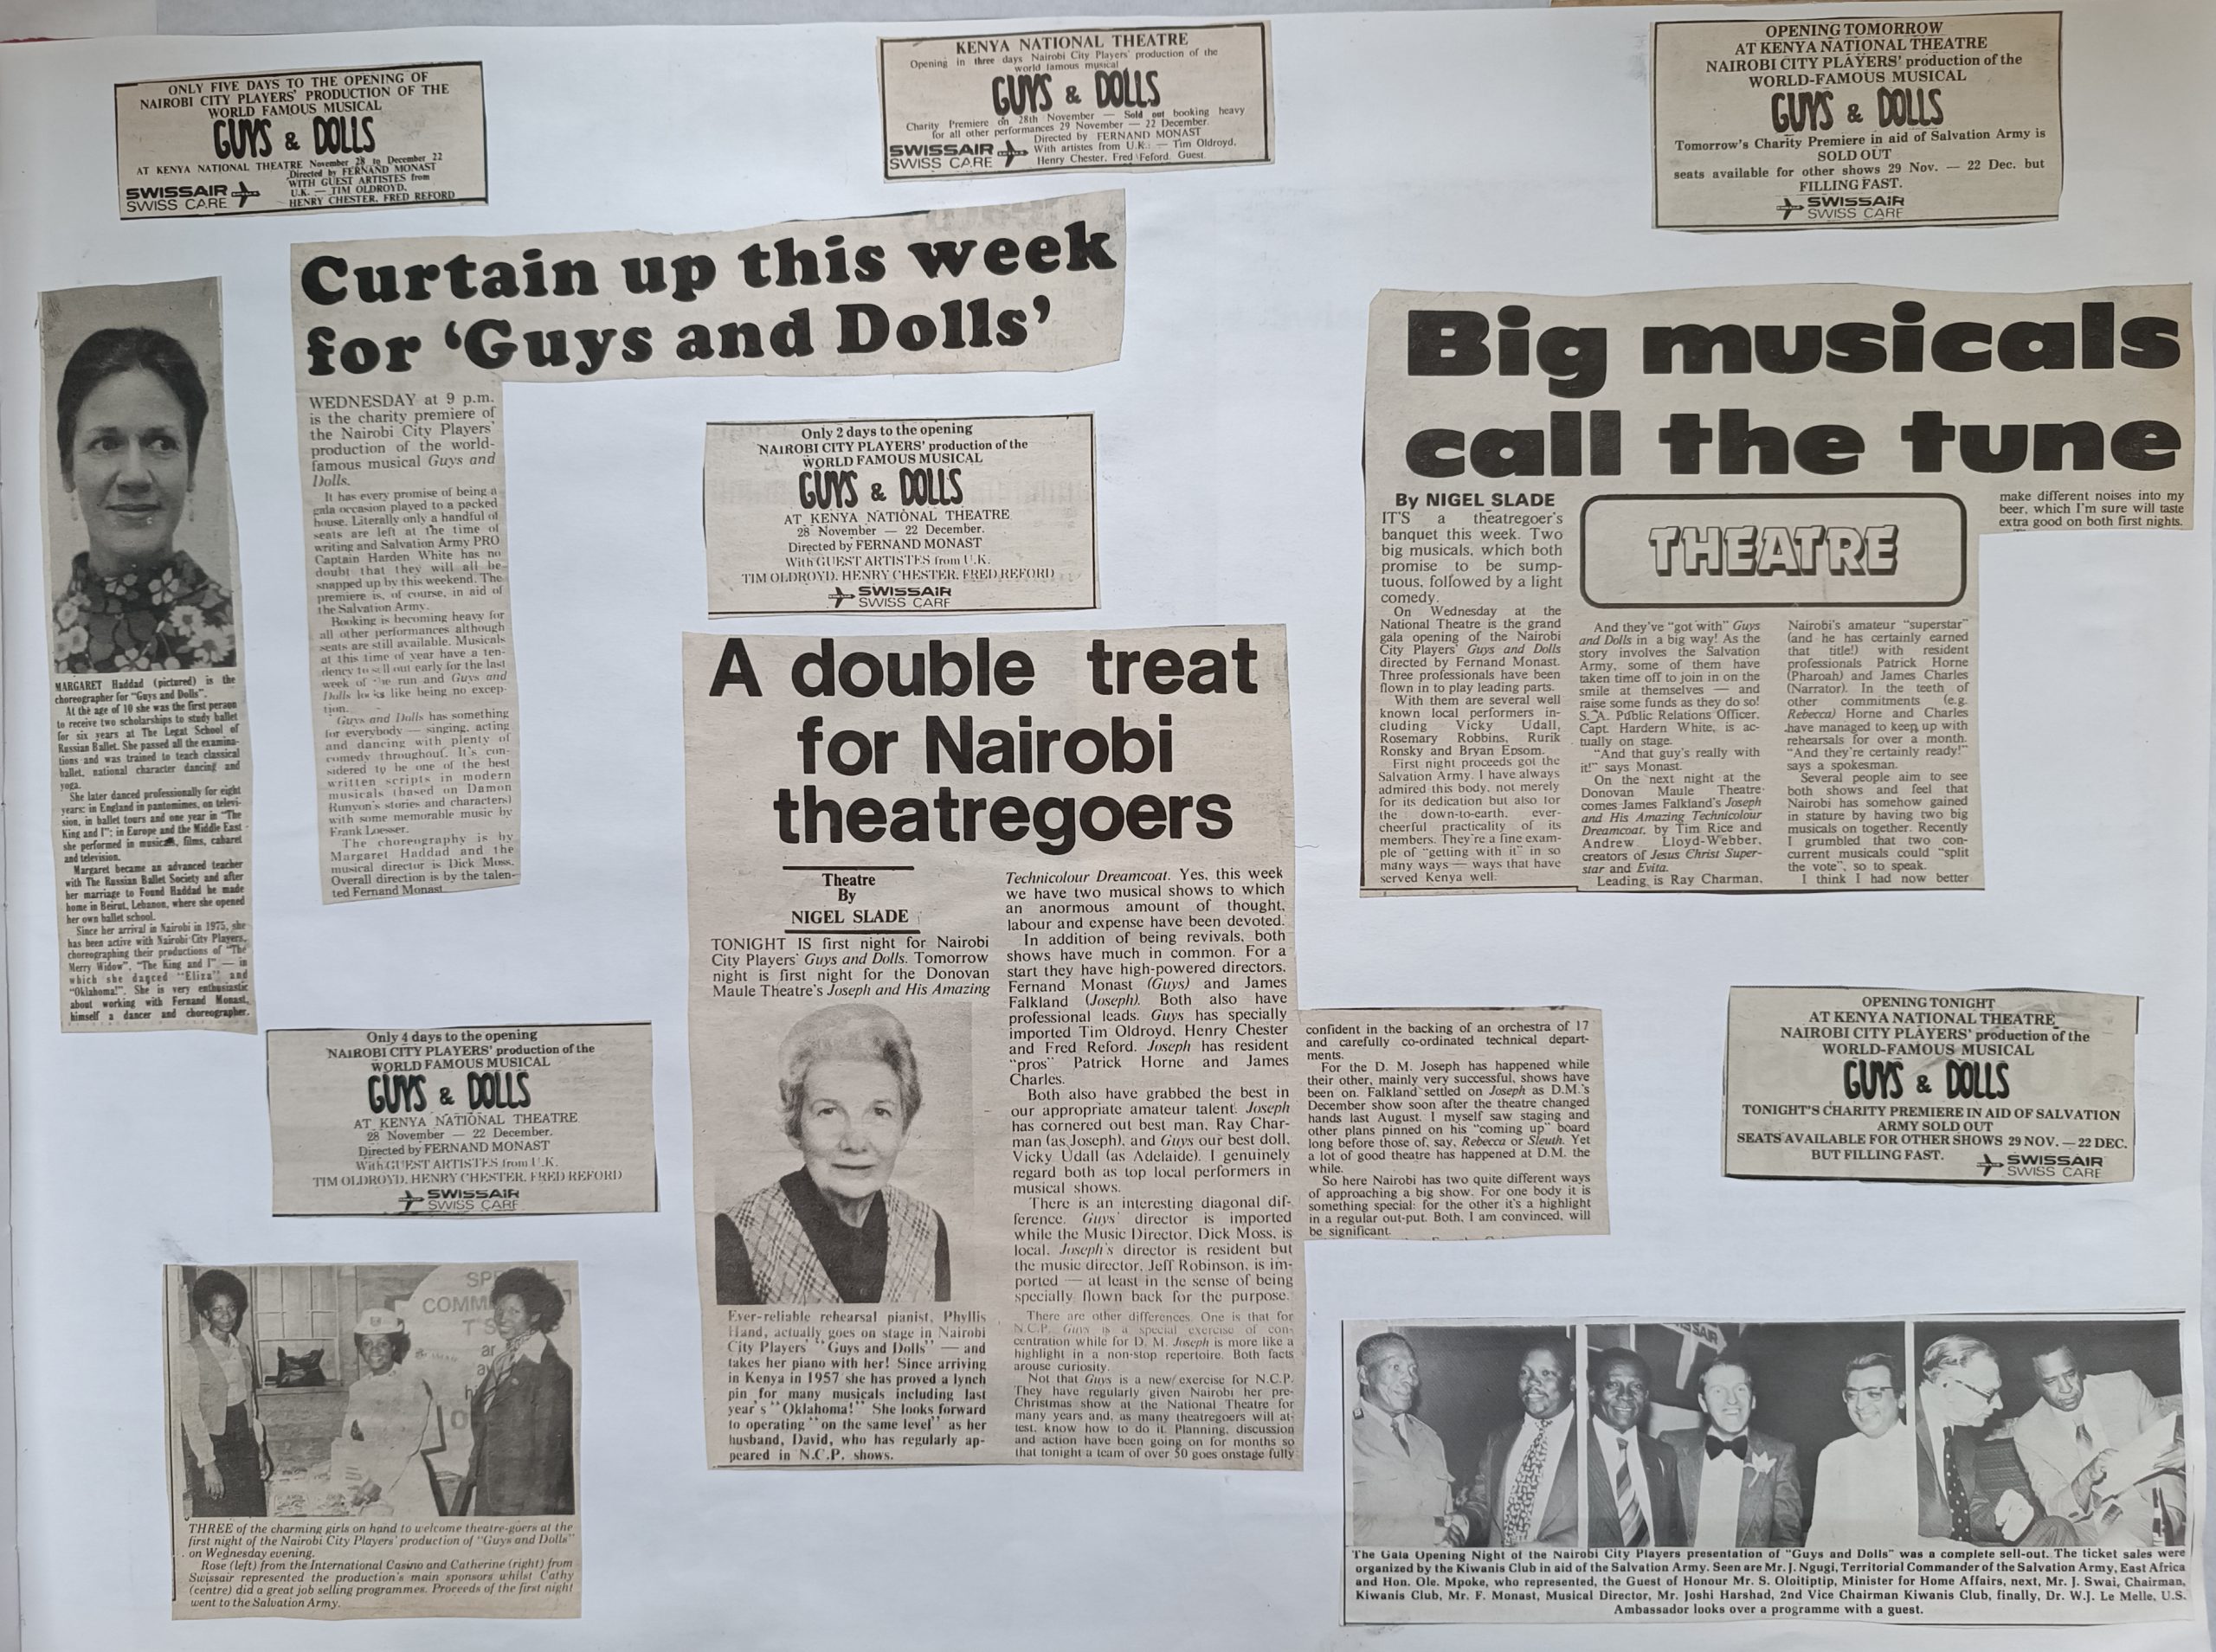 ONLY FIVE DAYS TO THE OPENING OF
NAIROBI CITY PLAYERS' PRODUCTION OF THE
WORLD FAMOUS MUSICAL
GUYS & DOLLS
AT KENYA NATIONAL THEATRE November 28 to December 22
Directed by FERNAND MONAST
WITH GUEST ARTISTES from
U.K. — TIM OLDROYD,
HENRY CHESTER, FRED REFORD
SWISSAIR
SWISS CARE
KENYA NATIONAL THEATRE
Opening in three days Nairobi City Players' production of the
world famous musical
GUYS & DOLLS
Charity Premiere on 28th November — Sold out booking heavy
for all other performances 29 November — 22 December.
Directed by FERNAND MONAST
With artistes from U.K.: — Tim Oldroyd,
Henry Chester, Fred Feford. Guest.
SWISSAIR
SWISS CARE
OPENING TOMORROW
AT KENYA NATIONAL THEATRE
NAIROBI CITY PLAYERS' production of the
WORLD-FAMOUS MUSICAL
GUYS & DOLLS
Tomorrow's Charity Premiere in aid of Salvation Army is
SOLD OUT
seats available for other shows 29 Nov. — 22 Dec. but
FILLING FAST.
SWISSAIR
SWISS CARE
MARGARET Haddad (pictured) is the
choreographer for "Guys and Dolls".
At the age of 10 she was the first person
to receive two scholarships to study ballet
for six years at The Legat School of
Russian Ballet. She passed all the examina-
tions and was trained to teach classical
ballet, national character dancing and
yoga.
She later danced professionally for eight
years: in England in pantomimes, on televi-
sion, in ballet tours and one year in "The
King and I"; in Europe and the Middle East
she performed in musicals, films, cabaret
and television.
Margaret became an advanced teacher
with The Russian Ballet Society and after
her marriage to Found Haddad he made
home in Beirut, Lebanon, where she opened
her own ballet school.
Since her arrival in Nairobi in 1975, she
has been active with Nairobi City Players,
choreographing their productions of "The
Merry Widow", "The King and I" — in
which she danced "Eliza" and
"Oklahoma!". She is very enthusiastic
about working with Fernand Monast,
himself a dancer and choreographer.
Curtain up this week
for 'Guys and Dolls'
WEDNESDAY at 9 p.m.
is the charity premiere of
the Nairobi City Players'
production of the world-
famous musical Guys and
Dolls.
It has every promise of being a
gala occasion played to a packed
house. Literally only a handful of
seats are left at the time of
writing and Salvation Army PRO
Captain Harden White has no
doubt that they will all be
snapped up by this weekend. The
premiere is, of course, in aid of
the Salvation Army.
Booking is becoming heavy for
all other performances although
seats are still available. Musicals
at this time of year have a ten-
dency to sell out early for the last
week of the run and Guys and
Dolls looks like being no excep-
tion.
Guys and Dolls has something
for everybody — singing, acting
and dancing with plenty of
comedy throughout. It's con-
sidered to be one of the best
written scripts in modern
musicals (based on Damon
Runyon's stories and characters)
with some memorable music by
Frank Loesser.
The choreography is by
Margaret Haddad and the
musical director is Dick Moss.
Overall direction is by the talen-
ted Fernand Monast.
Only 2 days to the opening
NAIROBI CITY PLAYERS' production of the
WORLD FAMOUS MUSICAL
GUYS & DOLLS
AT KENYA NATIONAL THEATRE
28 November — 22 December.
Directed by FERNAND MONAST
With GUEST ARTISTES from U.K.
TIM OLDROYD, HENRY CHESTER, FRED REFORD
SWISSAIR
SWISS CARE
Big musicals
call the tune
By NIGEL SLADE
IT'S a theatregoer's
banquet this week. Two
big musicals, which both
promise to be sump-
tuous, followed by a light
comedy.
On Wednesday at the
National Theatre is the grand
gala opening of the Nairobi
City Players' Guys and Dolls
directed by Fernand Monast.
Three professionals have been
flown in to play leading parts.
With them are several well
known local performers in-
cluding Vicky Udall,
Rosemary Robbins, Rurik
Ronsky and Bryan Epsom.
First night proceeds got the
Salvation Army. I have always
admired this body, not merely
for its dedication but also for
the down-to-earth, ever-
cheerful practicality of its
members. They're a fine exam-
ple of "getting with it" in so
many ways — ways that have
served Kenya well.
THEATRE
And they've "got with" Guys
and Dolls in a big way! As the
story involves the Salvation
Army, some of them have
taken time off to join in on the
smile at themselves — and
raise some funds as they do so!
S.A. Public Relations Officer,
Capt. Hardern White, is ac-
tually on stage.
"And that guy's really with
it!" says Monast.
On the next night at the
Donovan Maule Theatre
comes James Falkland's Joseph
and His Amazing Technicolour
Dreamcoat, by Tim Rice and
Andrew Lloyd-Webber,
creators of Jesus Christ Super-
star and Evita.
Leading is Ray Charman,
Nairobi's amateur "superstar"
(and he has certainly earned
that title!) with resident
professionals Patrick Horne
(Pharoah) and James Charles
(Narrator). In the teeth of
other commitments (e.g.
Rebecca) Horne and Charles
have managed to keep up with
rehearsals for over a month.
"And they're certainly ready!"
says a spokesman.
Several people aim to see
both shows and feel that
Nairobi has somehow gained
in stature by having two big
musicals on together. Recently
I grumbled that two con-
current musicals could "split
the vote", so to speak.
I think I had now better
make different noises into my
beer, which I'm sure will taste
extra good on both first nights.
A double treat
for Nairobi
theatregoers
Theatre
By
NIGEL SLADE
TONIGHT IS first night for Nairobi
City Players' Guys and Dolls. Tomorrow
night is first night for the Donovan
Maule Theatre's Joseph and His Amazing
Technicolour Dreamcoat. Yes, this week
we have two musical shows to which
an anormous amount of thought,
labour and expense have been devoted.
In addition of being revivals, both
shows have much in common. For a
start they have high-powered directors,
Fernand Monast (Guys) and James
Falkland (Joseph). Both also have
professional leads. Guys has specially
imported Tim Oldroyd, Henry Chester
and Fred Reford. Joseph has resident
"pros" Patrick Horne and James
Charles.
Both also have grabbed the best in
our appropriate amateur talent. Joseph
has cornered out best man, Ray Char-
man (as Joseph), and Guys our best doll,
Vicky Udall (as Adelaide). I genuinely
regard both as top local performers in
musical shows.
There is an interesting diagonal dif-
ference. Guys' director is imported
while the Music Director, Dick Moss, is
local. Joseph's director is resident but
the music director, Jeff Robinson, is im-
ported — at least in the sense of being
specially flown back for the purpose.
There are other differences. One is that for
N.C.P. Guys is a special exercise of con-
centration while for D. M. Joseph is more like a
highlight in a non-stop repertoire. Both facts
arouse curiosity.
Not that Guys is a new exercise for N.C.P.
They have regularly given Nairobi her pre-
Christmas show at the National Theatre for
many years and, as many theatregoers will at-
test, know how to do it. Planning, discussion
and action have been going on for months so
that tonight a team of over 50 goes onstage fully
confident in the backing of an orchestra of 17
and carefully co-ordinated technical depart-
ments.
For the D. M. Joseph has happened while
their other, mainly very successful, shows have
been on. Falkland settled on Joseph as D.M.'s
December show soon after the theatre changed
hands last August. I myself saw staging and
other plans pinned on his "coming up" board
long before those of, say, Rebecca or Sleuth. Yet
a lot of good theatre has happened at D.M. the
while.
So here Nairobi has two quite different ways
of approaching a big show. For one body it is
something special: for the other it's a highlight
in a regular out-put. Both, I am convinced, will
be significant.
Ever-reliable rehearsal pianist, Phyllis
Hand, actually goes on stage in Nairobi
City Players' "Guys and Dolls" — and
takes her piano with her! Since arriving
in Kenya in 1957 she has proved a lynch
pin for many musicals including last
year's "Oklahoma!" She looks forward
to operating "on the same level" as her
husband, David, who has regularly ap-
peared in N.C.P. shows.
Only 4 days to the opening
NAIROBI CITY PLAYERS' production of the
WORLD FAMOUS MUSICAL
GUYS & DOLLS
AT KENYA NATIONAL THEATRE
28 November — 22 December.
Directed by FERNAND MONAST
With GUEST ARTISTES from U.K.
TIM OLDROYD, HENRY CHESTER, FRED REFORD
SWISSAIR
SWISS CARE
OPENING TONIGHT
AT KENYA NATIONAL THEATRE
NAIROBI CITY PLAYERS' production of the
WORLD-FAMOUS MUSICAL
GUYS & DOLLS
TONIGHT'S CHARITY PREMIERE IN AID OF SALVATION
ARMY SOLD OUT
SEATS AVAILABLE FOR OTHER SHOWS 29 NOV. — 22 DEC.
BUT FILLING FAST.
SWISSAIR
SWISS CARE
THREE of the charming girls on hand to welcome theatre-goers at the
first night of the Nairobi City Players' production of "Guys and Dolls"
on Wednesday evening.
Rose (left) from the International Casino and Catherine (right) from
Swissair represented the production's main sponsors whilst Cathy
(centre) did a great job selling programmes. Proceeds of the first night
went to the Salvation Army.
The Gala Opening Night of the Nairobi City Players presentation of "Guys and Dolls" was a complete sell-out. The ticket sales were
organized by the Kiwanis Club in aid of the Salvation Army. Seen are Mr. J. Ngugi, Territorial Commander of the Salvation Army, East Africa
and Hon. Ole. Mpoke, who represented, the Guest of Honour Mr. S. Oloitiptip, Minister for Home Affairs, next, Mr. J. Swai, Chairman,
Kiwanis Club, Mr. F. Monast, Musical Director, Mr. Joshi Harshad, 2nd Vice Chairman Kiwanis Club, finally, Dr. W.J. Le Melle, U.S.
Ambassador looks over a programme with a guest.